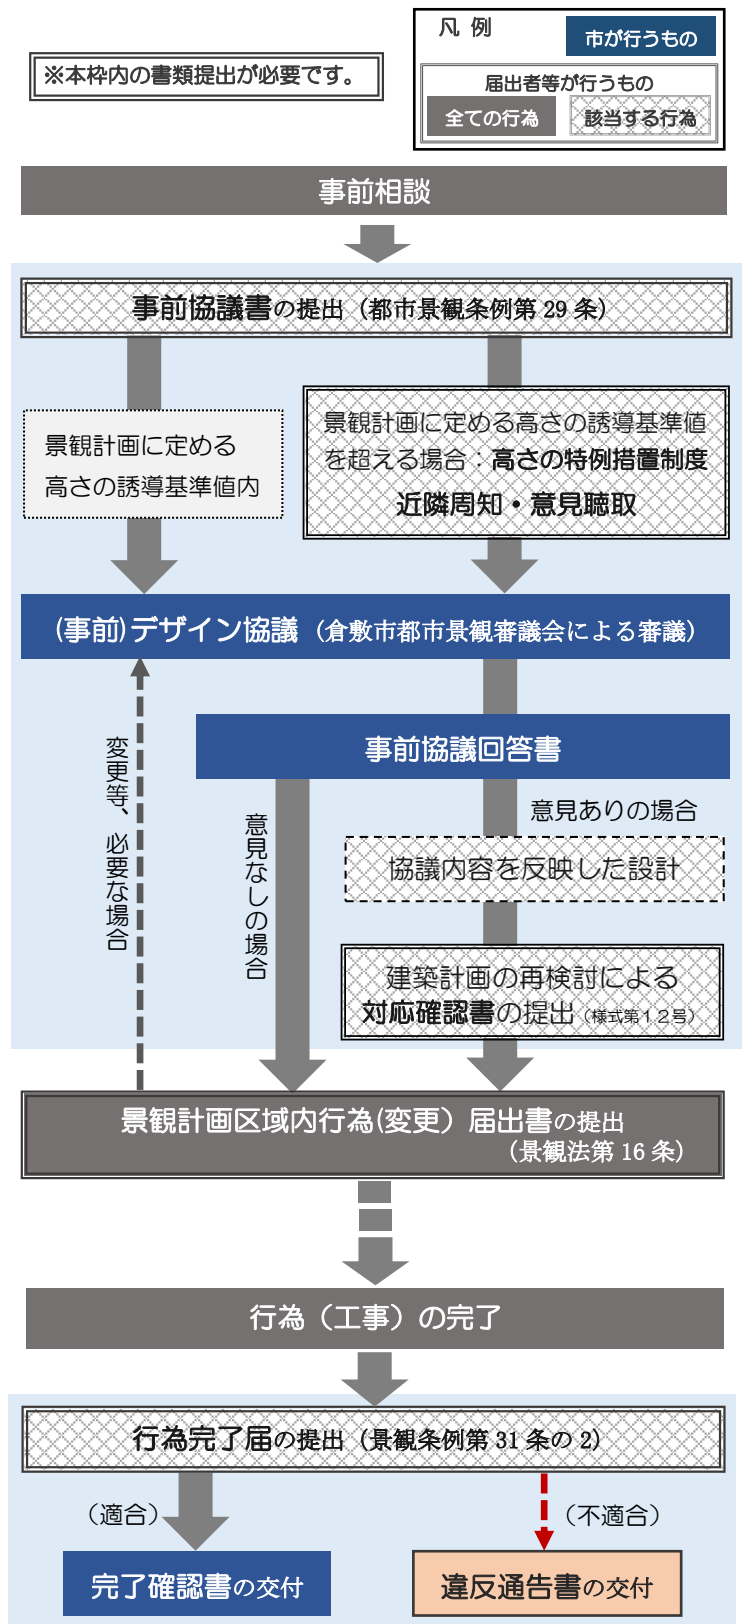 凡 例
市が行うもの
※本枠内の書類提出が必要です。
届出者等が行うもの
全ての行為
該当する行為
事前相談
事前協議書の提出（都市景観条例第 29 条）
景観計画に定める
高さの誘導基準値内
景観計画に定める高さの誘導基準値
を超える場合：高さの特例措置制度
近隣周知・意見聴取
(事前)デザイン協議（倉敷市都市景観審議会による審議）
事前協議回答書
変更等、必要な場合
意見なしの場合
意見ありの場合
協議内容を反映した設計
建築計画の再検討による
対応確認書の提出（様式第１２号）
景観計画区域内行為(変更）届出書の提出
（景観法第 16 条）
行為（工事）の完了
行為完了届の提出（景観条例第 31 条の 2）
（適合）
（不適合）
完了確認書の交付
違反通告書の交付